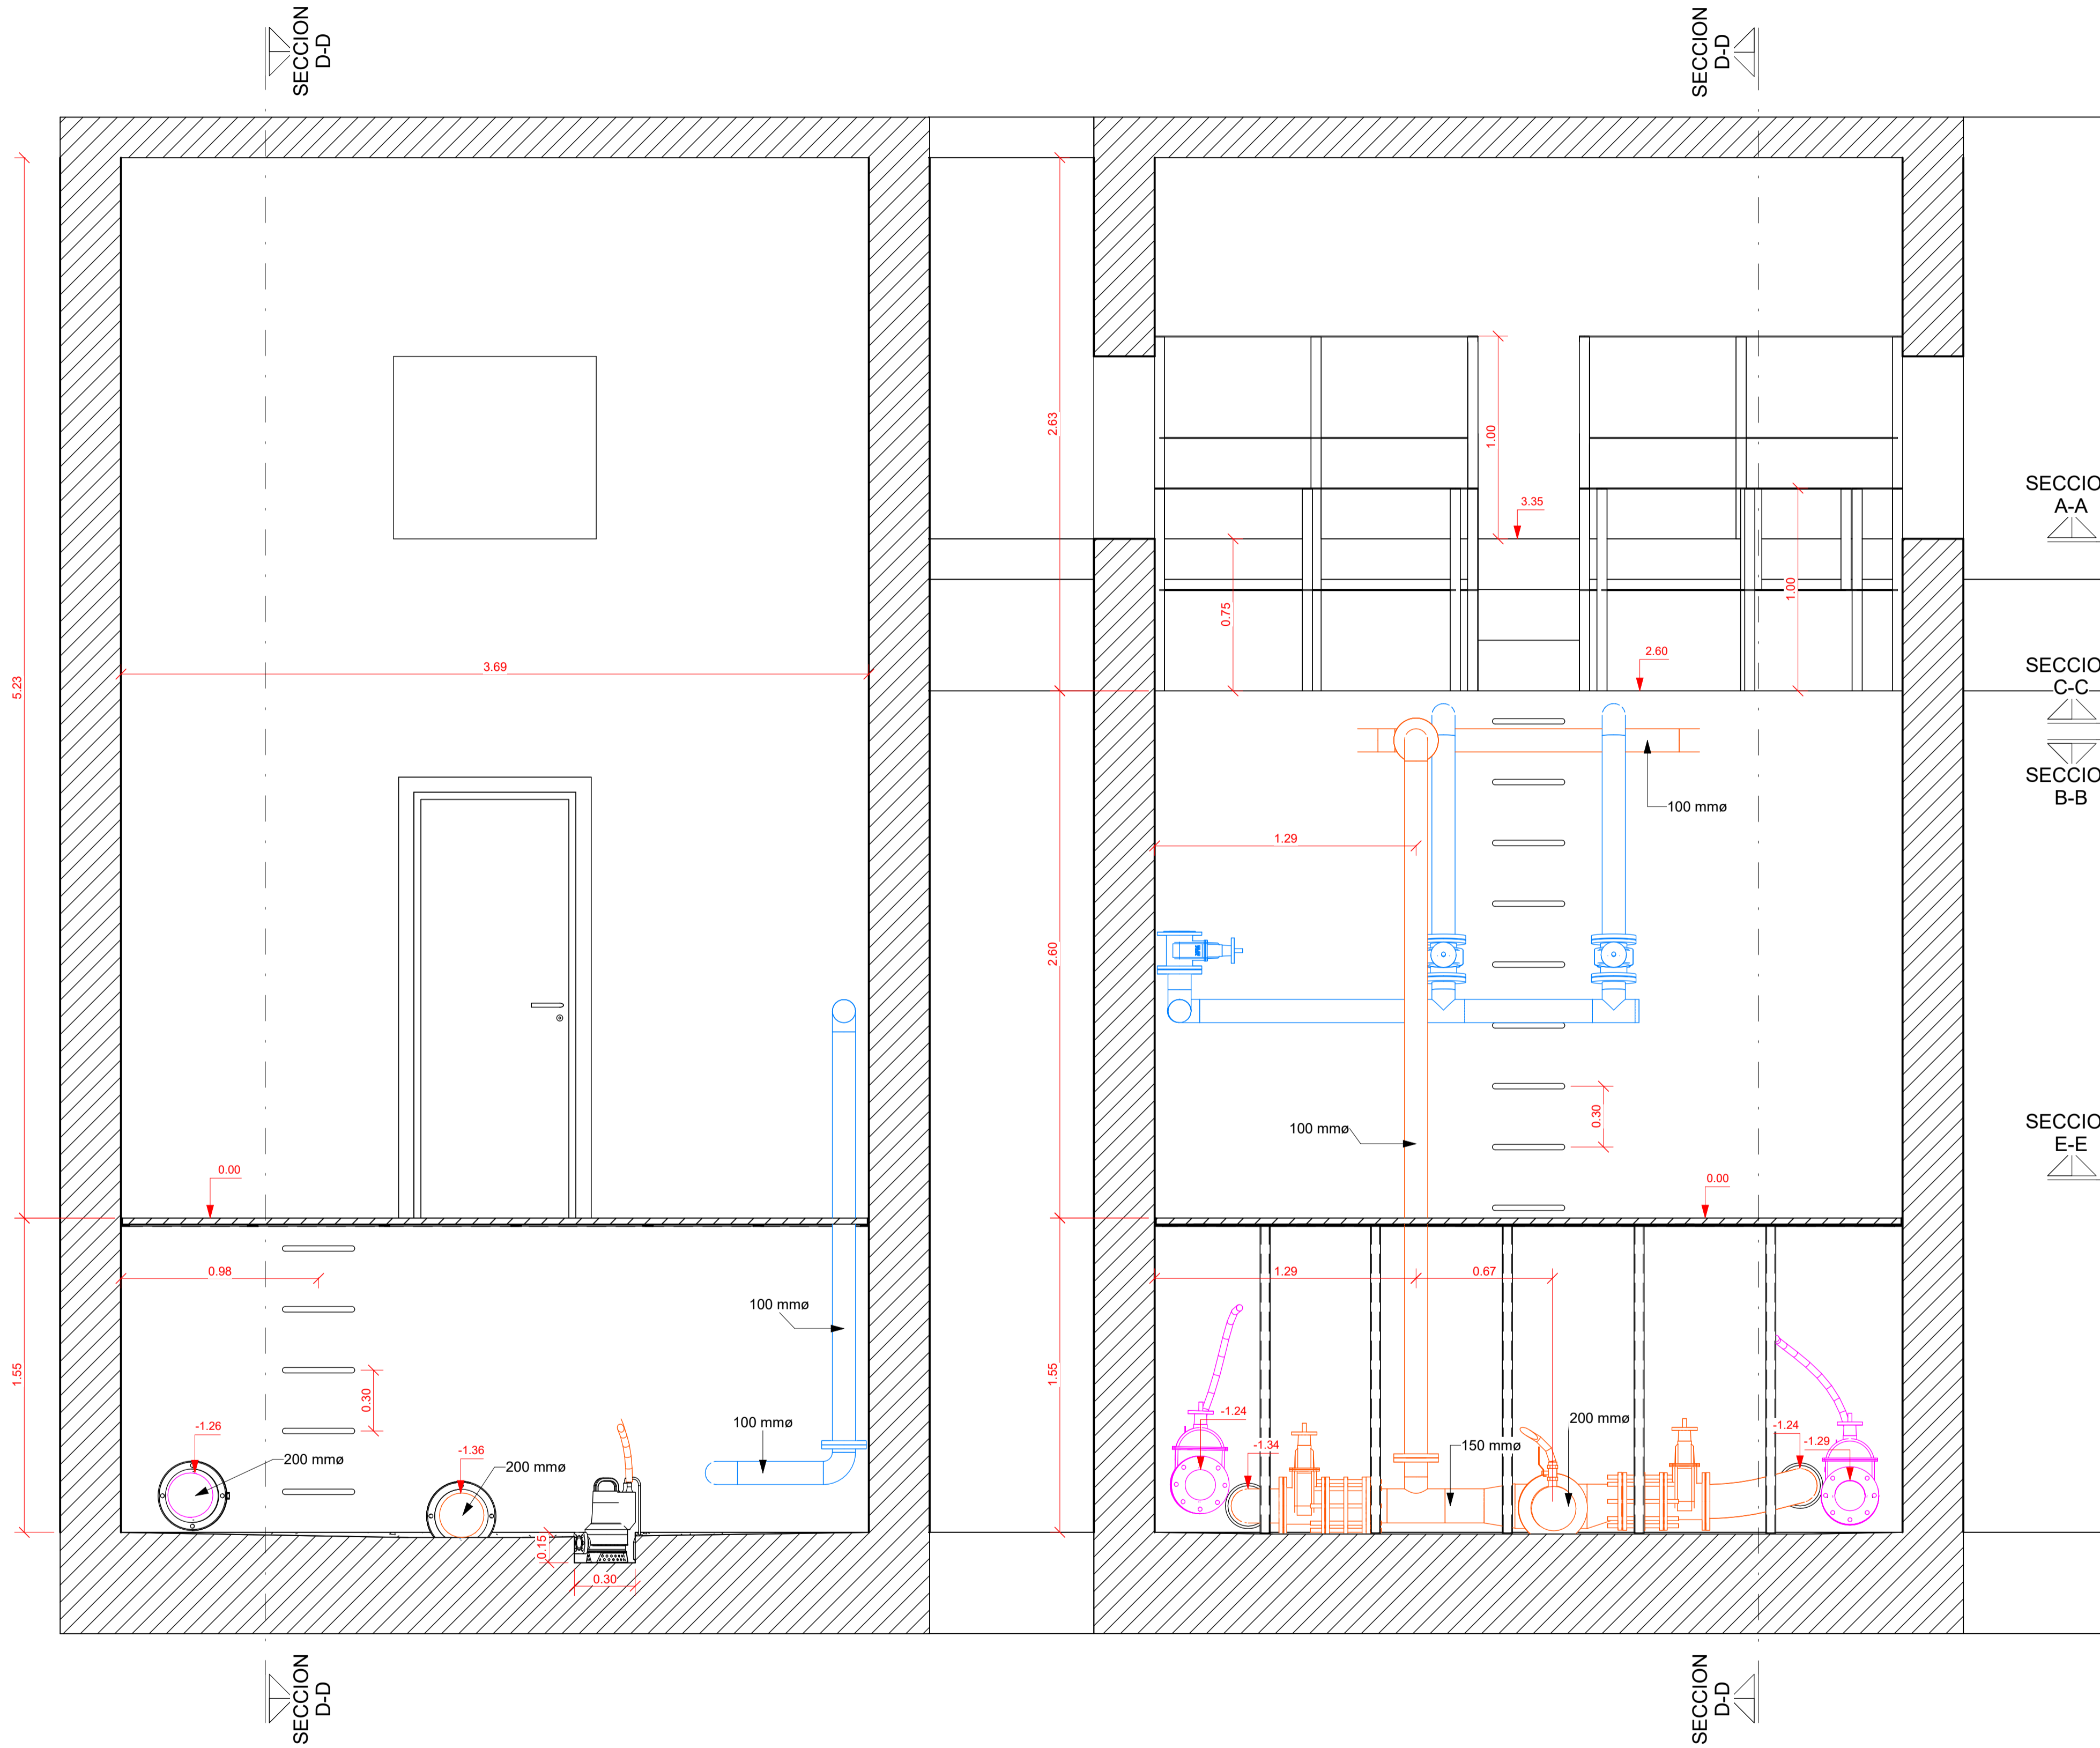 SECCION
D-D
SECCION
D-D
5.23
3.69
0.00
0.98
0.30
1.55
-1.26
200 mmø
-1.36
200 mmø
100 mmø
100 mmø
0.15
0.30
2.63
1.00
3.35
0.75
1.00
2.60
100 mmø
1.29
2.60
100 mmø
0.30
0.00
1.29
0.67
1.55
-1.24
-1.34
150 mmø
200 mmø
-1.24
-1.29
SECCIO
A-A
SECCIO
C-C
SECCIO
B-B
SECCIO
E-E
SECCION
D-D
SECCION
D-D